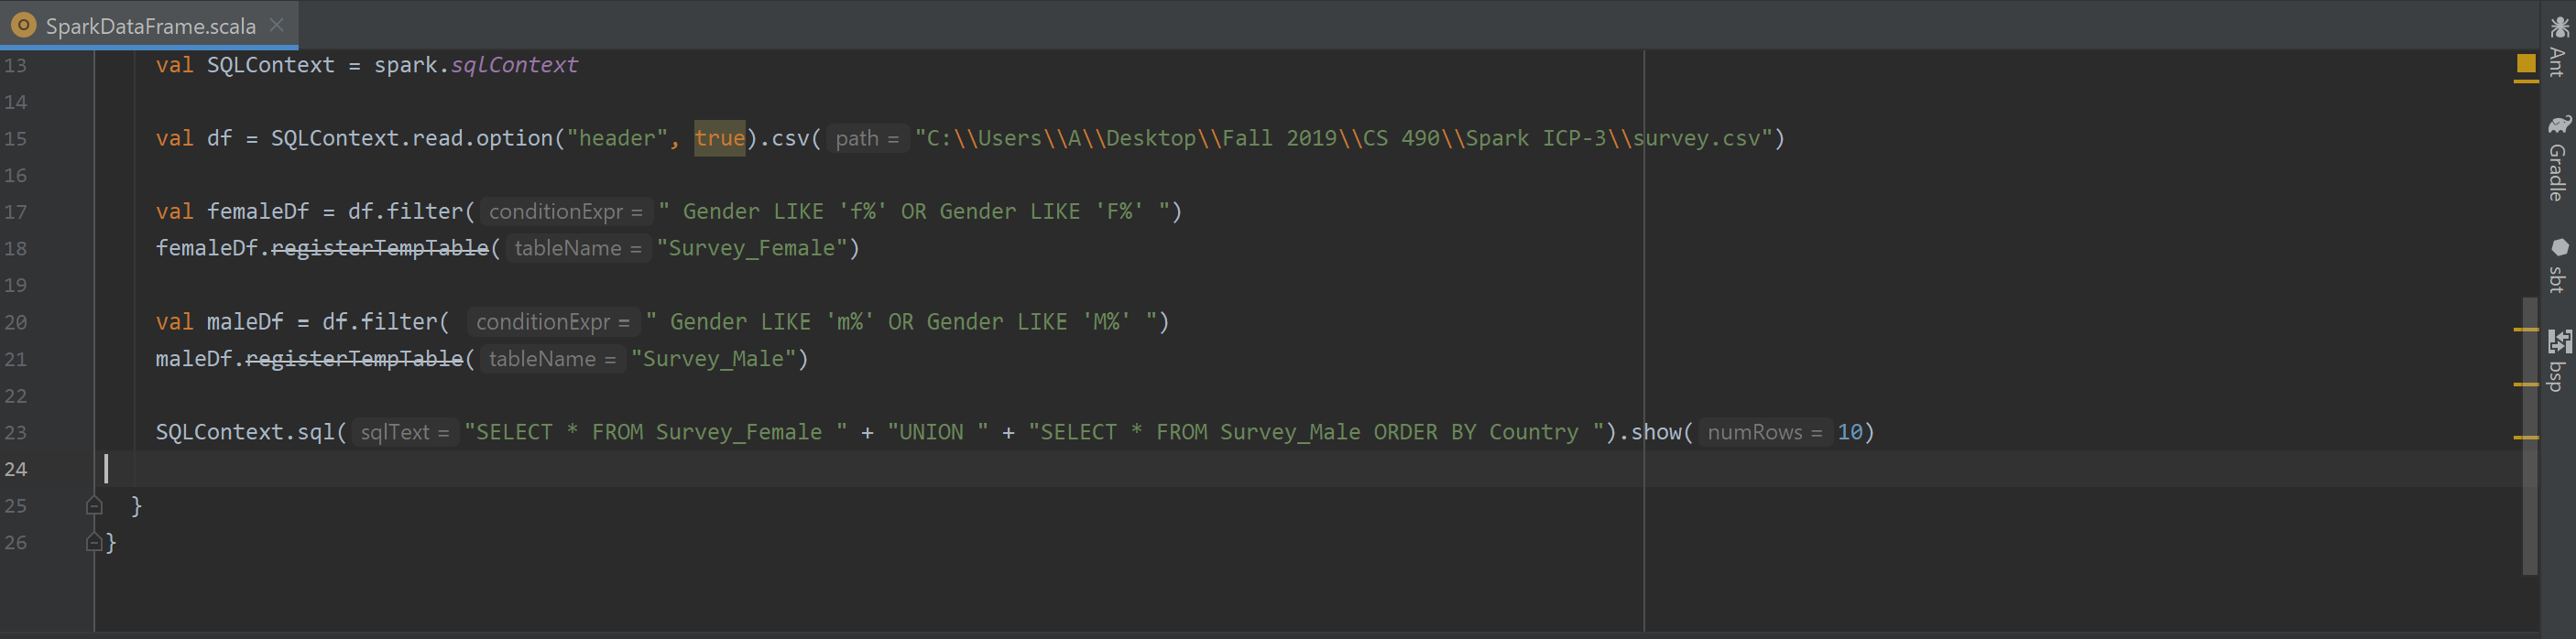 SparkDataFrame.scala
13 val SQLContext = spark.sqlContext
14
15 val df = SQLContext.read.option("header", true).csv( path = "C:\\Users\\A\\Desktop\\Fall 2019\\CS 490\\Spark ICP-3\\survey.csv")
16
17 val femaleDf = df.filter( conditionExpr = " Gender LIKE 'f%' OR Gender LIKE 'F%' ")
18 femaleDf.registerTempTable( tableName = "Survey_Female")
19
20 val maleDf = df.filter( conditionExpr = " Gender LIKE 'm%' OR Gender LIKE 'M%' ")
21 maleDf.registerTempTable( tableName = "Survey_Male")
22
23 SQLContext.sql( sqlText = "SELECT * FROM Survey_Female " + "UNION " + "SELECT * FROM Survey_Male ORDER BY Country ").show( numRows = 10)
24
25 }
26 }
Ant
Gradle
sbt
bsp